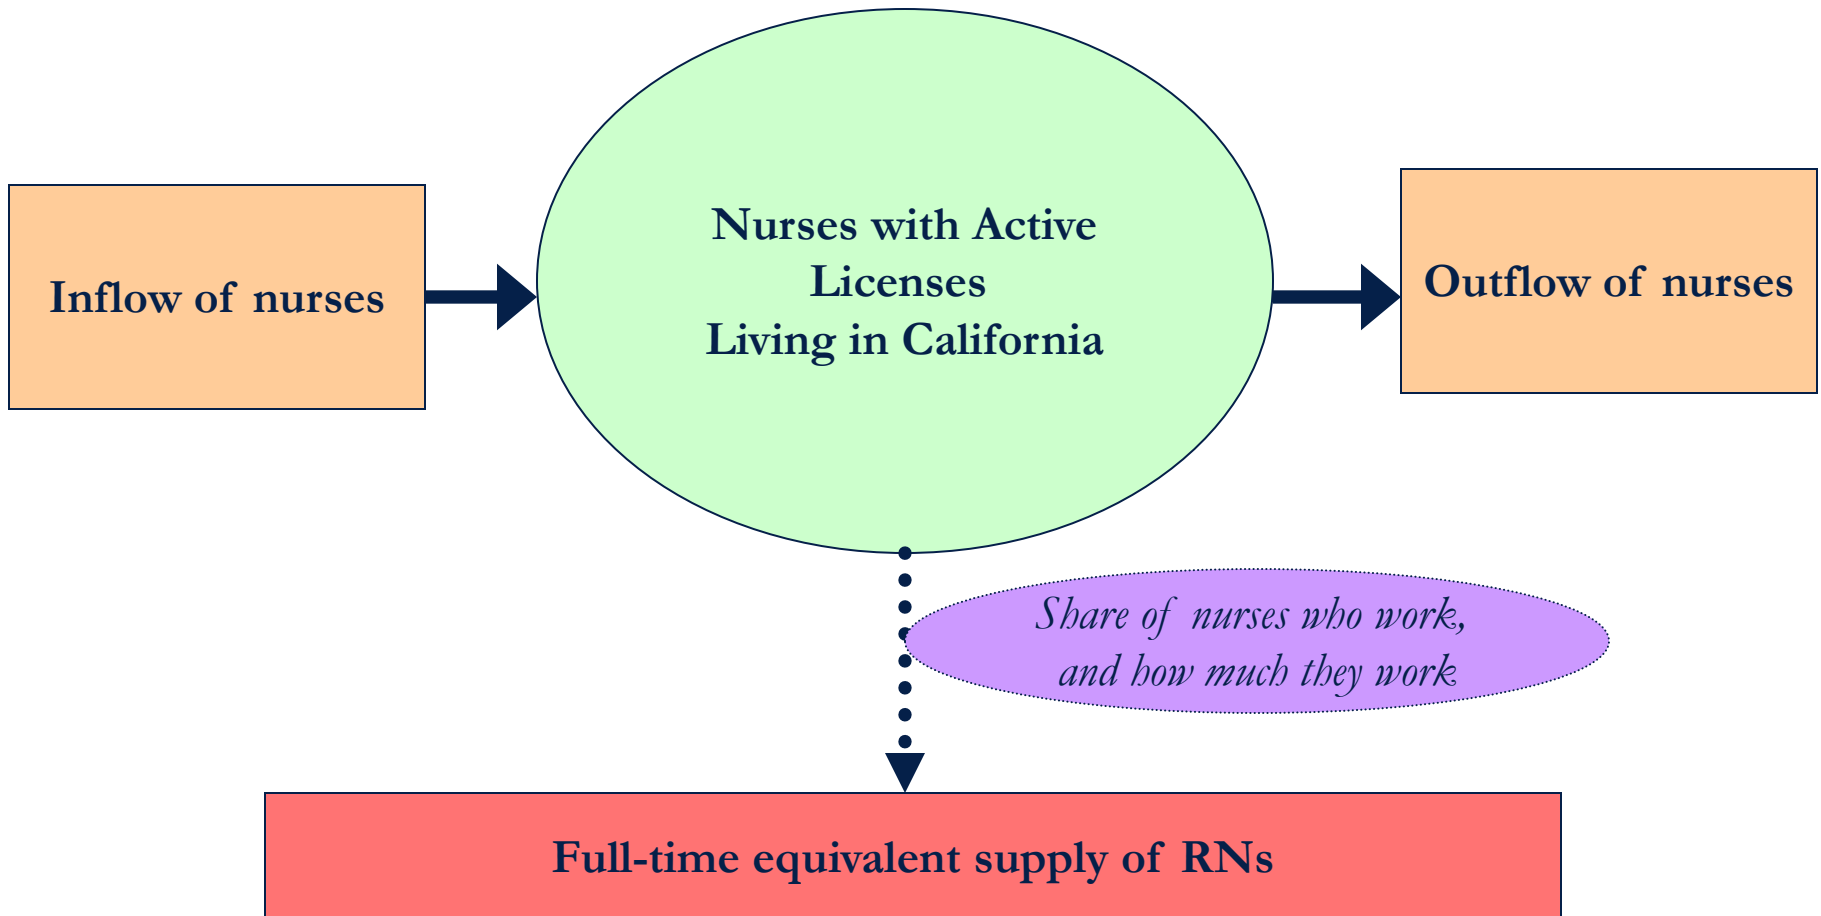 Nurses with Active
Licenses
Living in California
Inflow of nurses
Outflow of nurses
Share of nurses who work,
and how much they work
Full-time equivalent supply of RNs